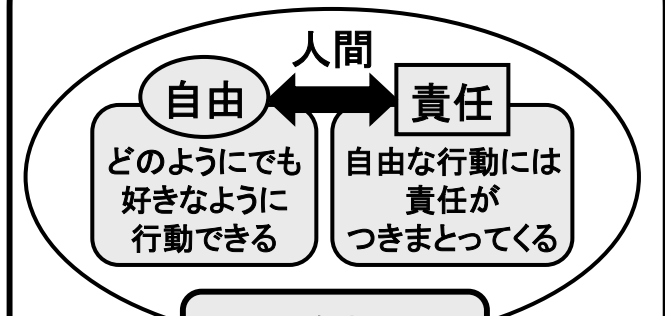 人間
自由
責任
どのようにでも
好きなように
行動できる
自由な行動には
責任が
つきまとってくる